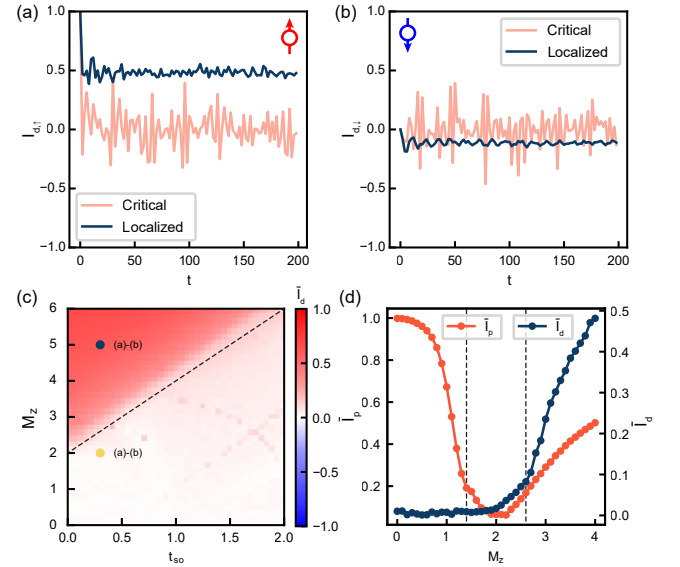 (a)
1.0
0.5
0.0
−0.5
−1.0
I_{d,↑}
Critical
Localized
0
50
100
150
200
t
(b)
1.0
0.5
0.0
−0.5
−1.0
I_{d,↓}
Critical
Localized
0
50
100
150
200
t
(c)
6
5
4
3
2
1
0
M_z
(a)-(b)
(a)-(b)
0.0
0.5
1.0
1.5
2.0
t_{so}
Ī_d
1.0
0.5
0.0
−0.5
−1.0
(d)
Ī_p
1.0
0.8
0.6
0.4
0.2
Ī_p
Ī_d
0.5
0.4
0.3
0.2
0.1
0.0
Ī_d
0
1
2
3
4
M_z